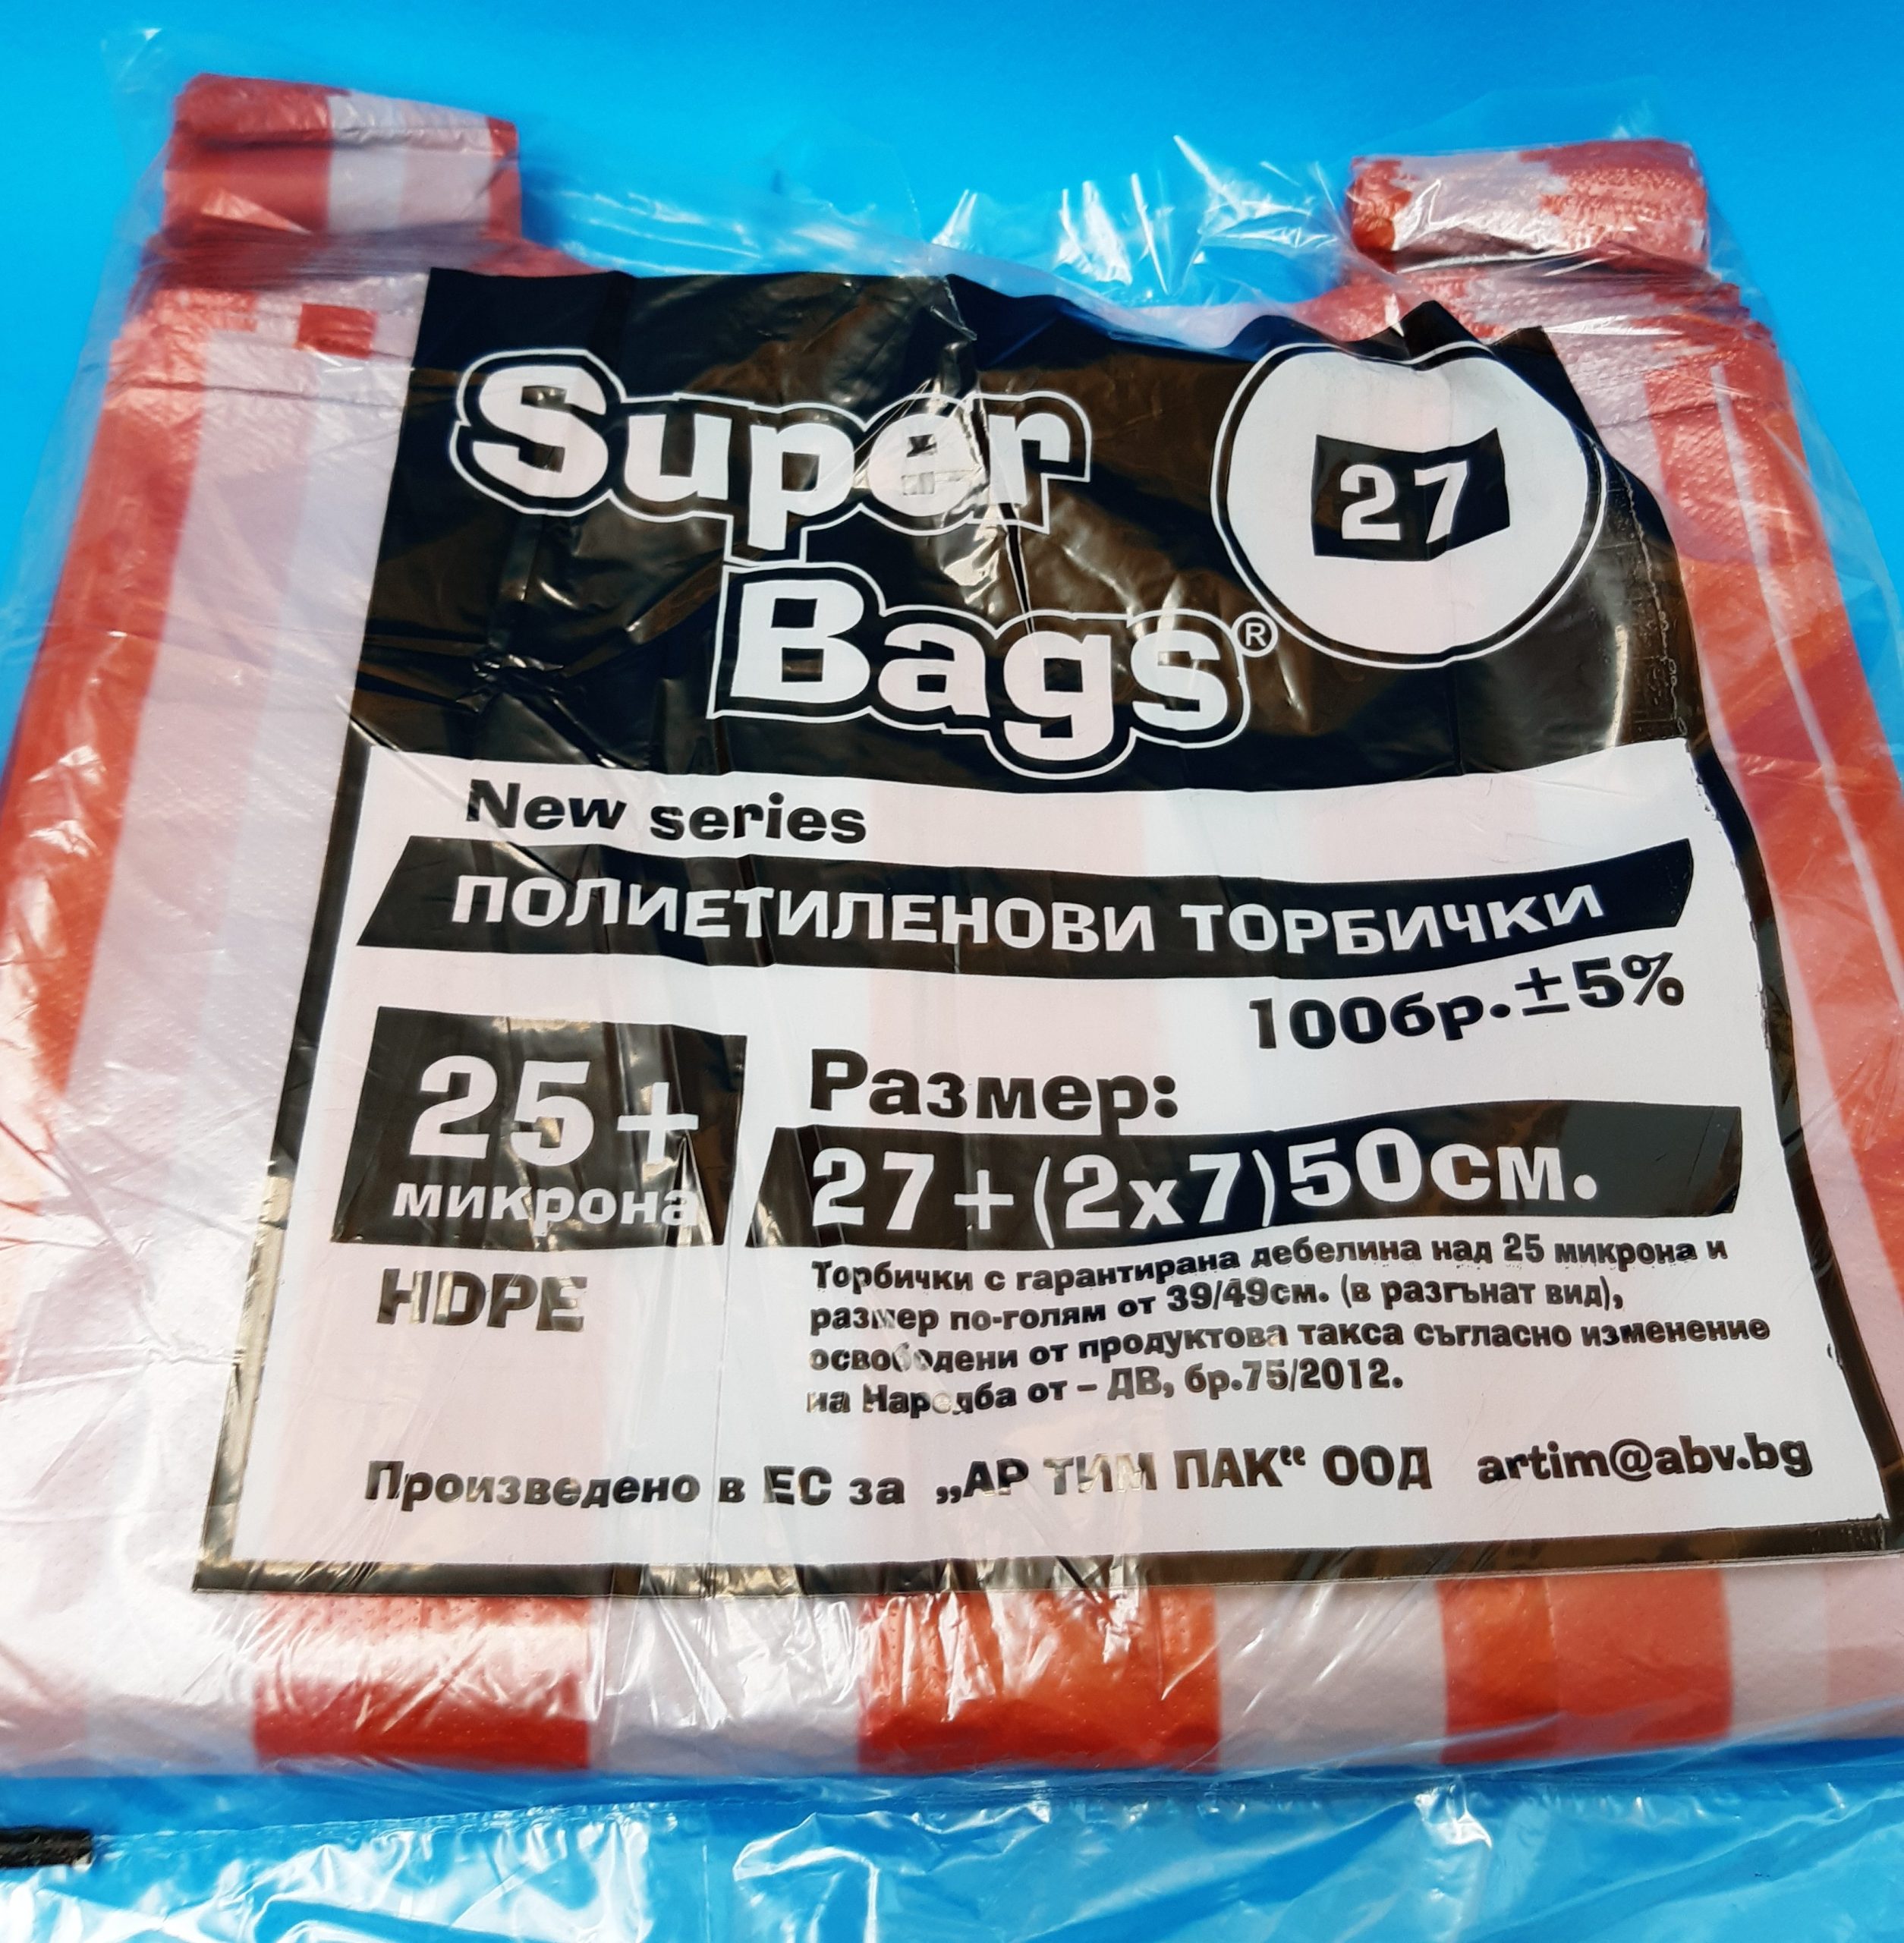 Super
27
Bags®
New series
ПОЛИЕТИЛЕНОВИ ТОРБИЧКИ
100бр.±5%
25+
микрона
HDPE
Размер:
27+(2x7)50см.
Торбички с гарантирана дебелина над 25 микрона и
размер по-голям от 39/49см. (в разгънат вид),
освободени от продуктова такса съгласно изменение
на Наредба от – ДВ, бр.75/2012.
Произведено в ЕС за „АР ТИМ ПАК“ ООД artim@abv.bg